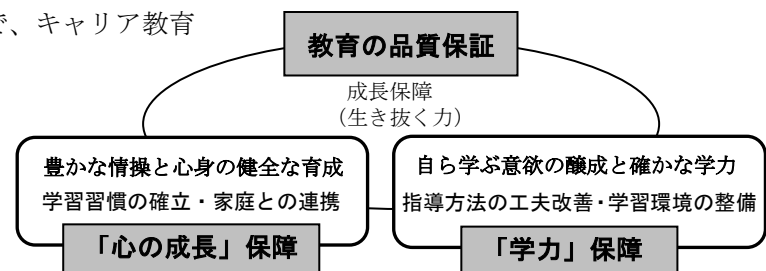 で、キャリア教育
教育の品質保証
成長保障
（生き抜く力）
豊かな情操と心身の健全な育成
学習習慣の確立・家庭との連携
「心の成長」保障
自ら学ぶ意欲の醸成と確かな学力
指導方法の工夫改善・学習環境の整備
「学力」保障